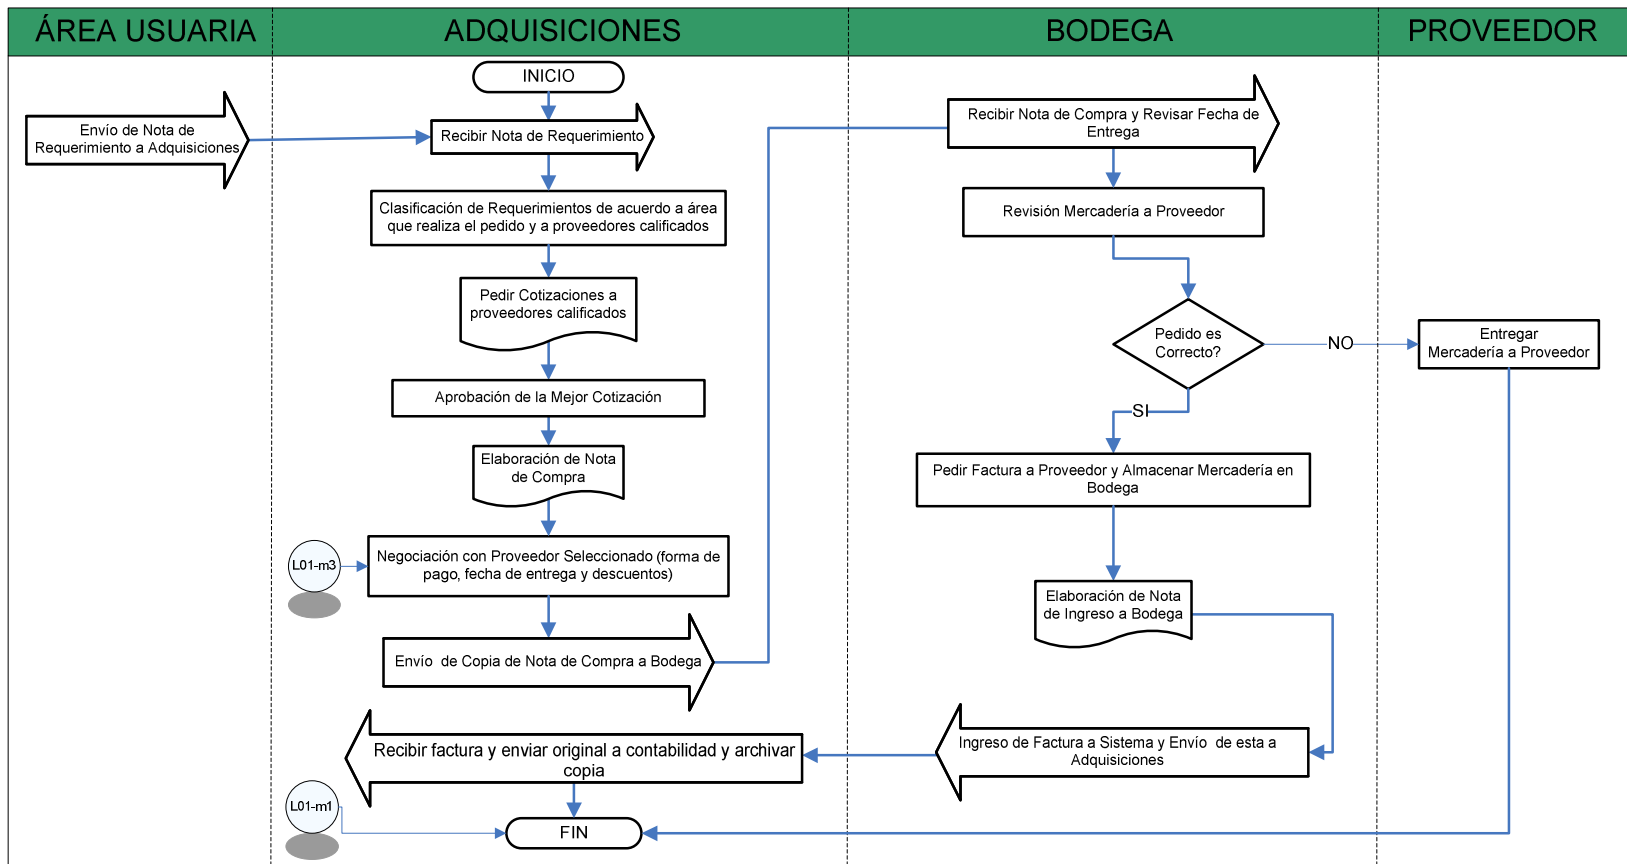 ÁREA USUARIA
ADQUISICIONES
BODEGA
PROVEEDOR
Envío de Nota de
Requerimiento a Adquisiciones
INICIO
Recibir Nota de Requerimiento
Clasificación de Requerimientos de acuerdo a área
que realiza el pedido y a proveedores calificados
Pedir Cotizaciones a
proveedores calificados
Aprobación de la Mejor Cotización
Elaboración de Nota
de Compra
L01-m3
Negociación con Proveedor Seleccionado (forma de
pago, fecha de entrega y descuentos)
Envío de Copia de Nota de Compra a Bodega
Recibir factura y enviar original a contabilidad y archivar
copia
L01-m1
FIN
Recibir Nota de Compra y Revisar Fecha de
Entrega
Revisión Mercadería a Proveedor
Pedido es
Correcto?
NO
SI
Pedir Factura a Proveedor y Almacenar Mercadería en
Bodega
Elaboración de Nota
de Ingreso a Bodega
Ingreso de Factura a Sistema y Envío de esta a
Adquisiciones
Entregar
Mercadería a Proveedor